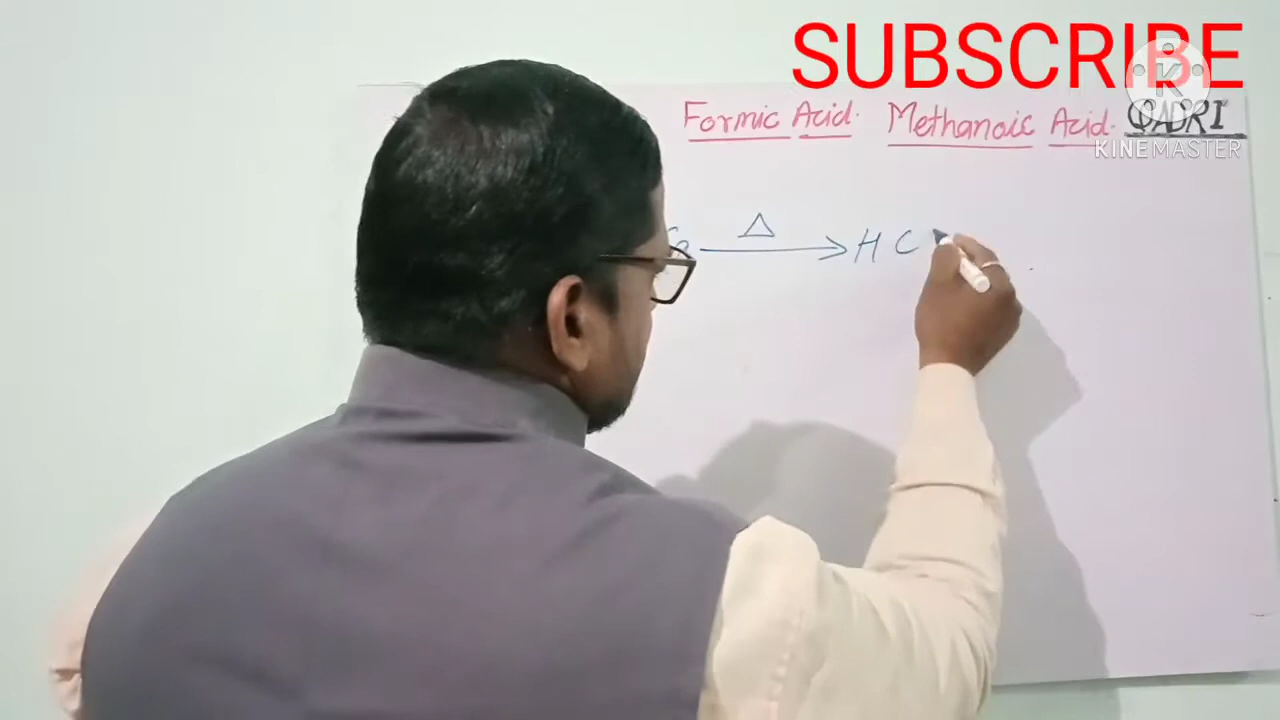 SUBSCRIBE
Formic Acid. Methanoic Acid. QADRI
KINEMASTER
△
→ H C